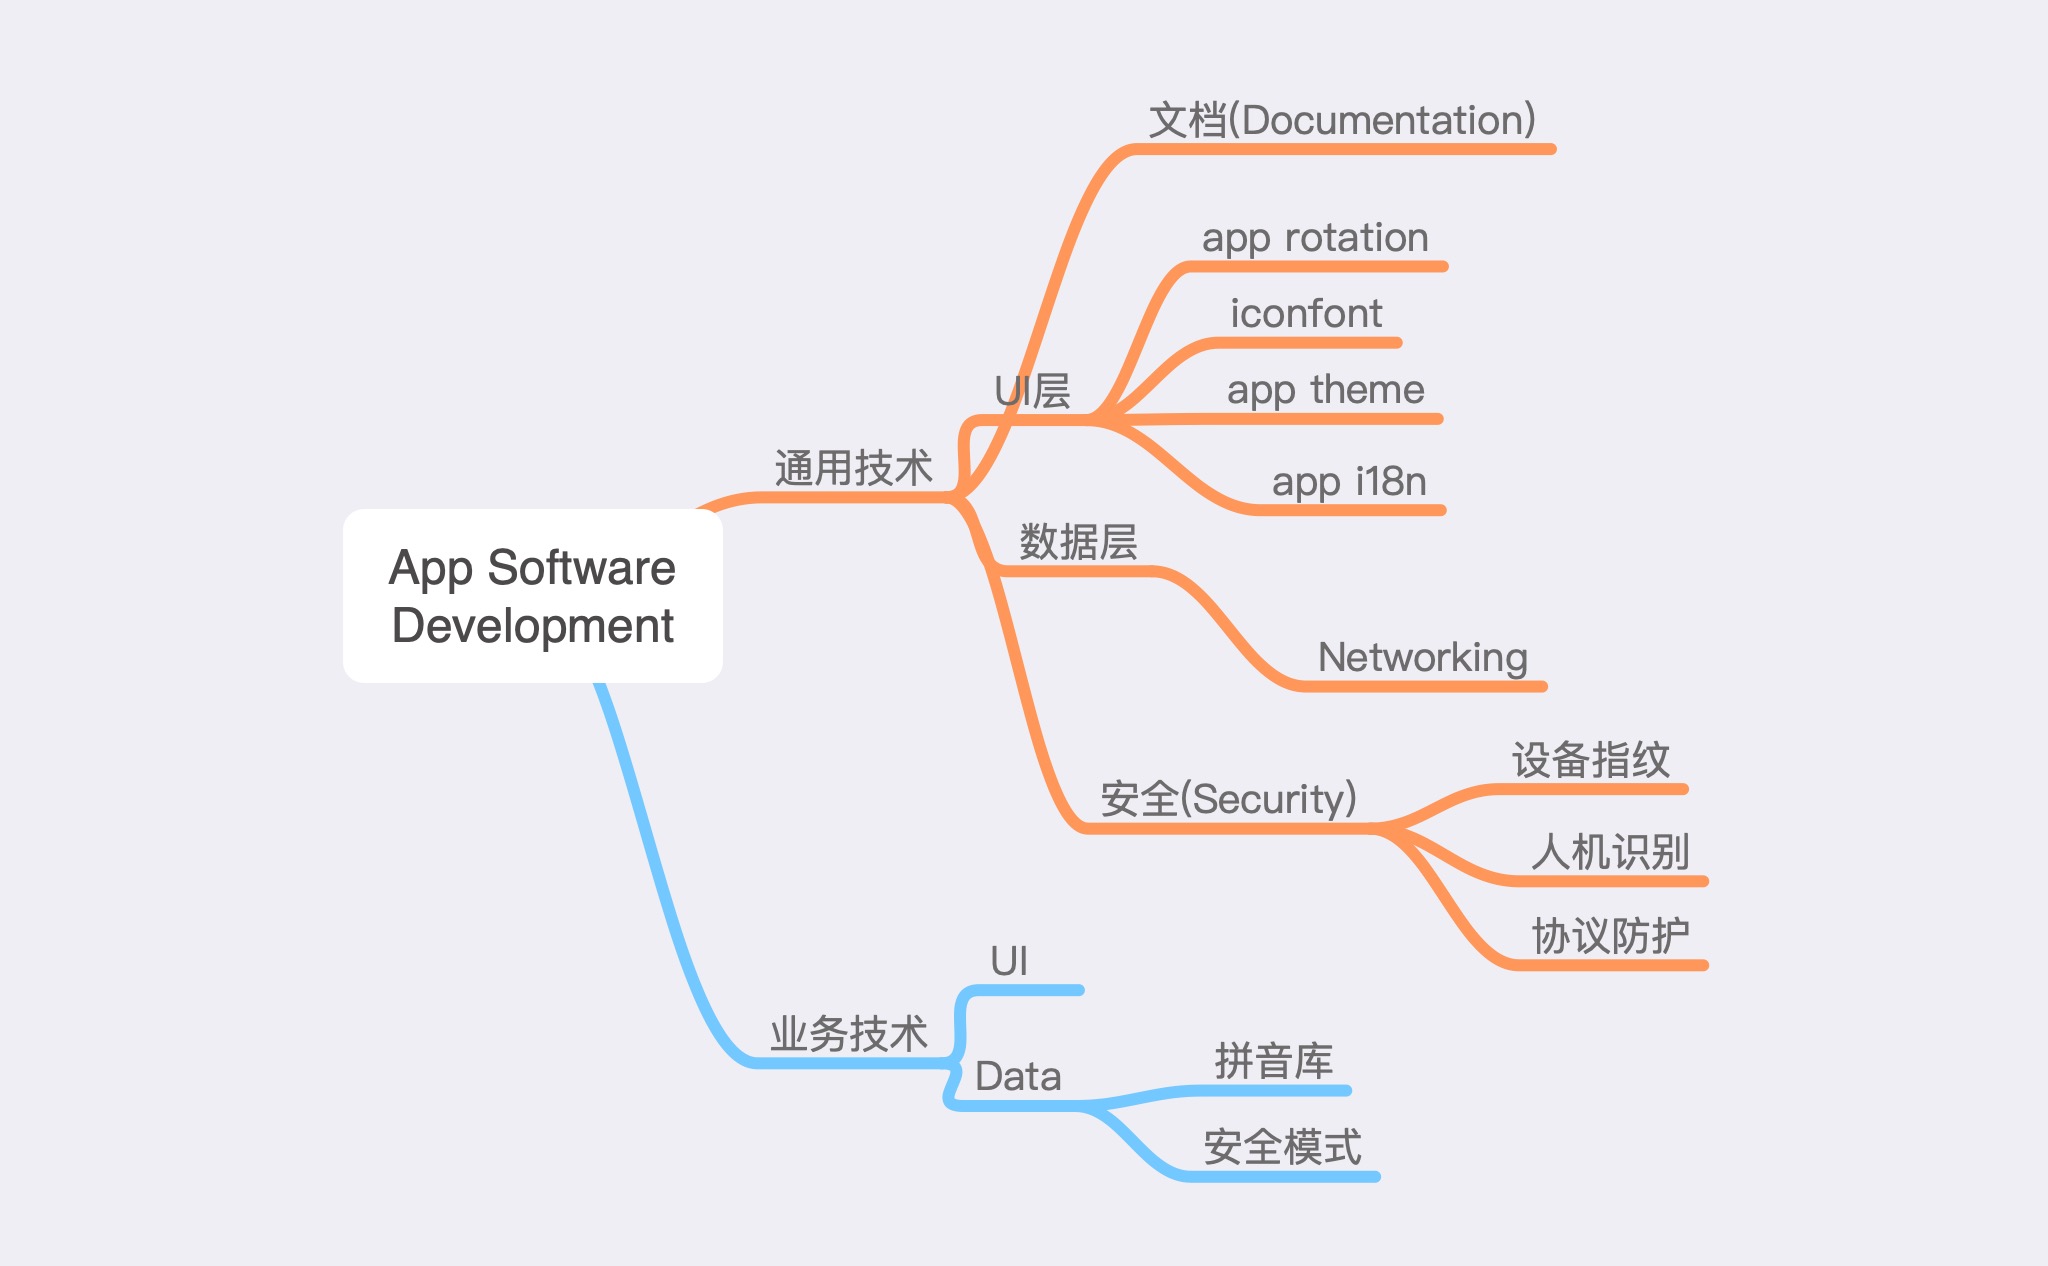 App Software
Development
通用技术
文档(Documentation)
UI层
app rotation
iconfont
app theme
app i18n
数据层
Networking
安全(Security)
设备指纹
人机识别
协议防护
业务技术
UI
Data
拼音库
安全模式